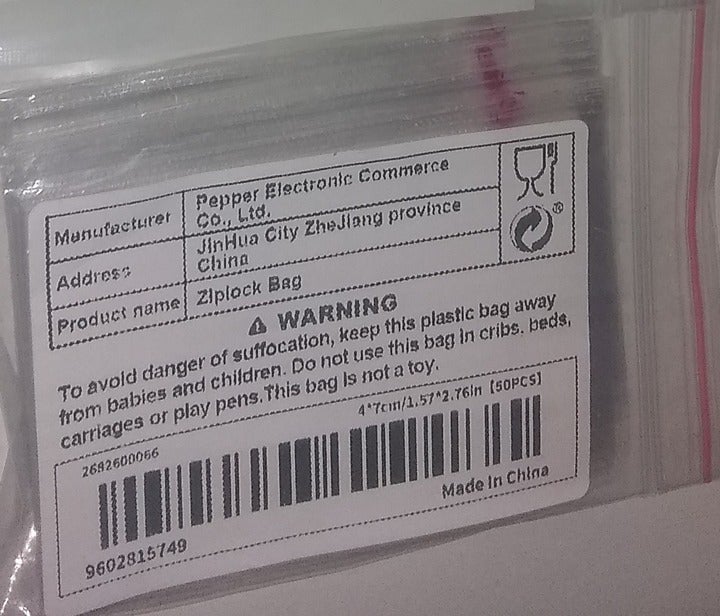 Manufacturer
Pepper Electronic Commerce
Co., Ltd.
Address
JinHua City ZheJiang province
China
Product name
Ziplock Bag
WARNING
To avoid danger of suffocation, keep this plastic bag away
from babies and children. Do not use this bag in cribs, beds,
carriages or play pens.This bag is not a toy.
4*7cm/1.57*2.76in [50PCS]
2682600066
9602815749
Made in China